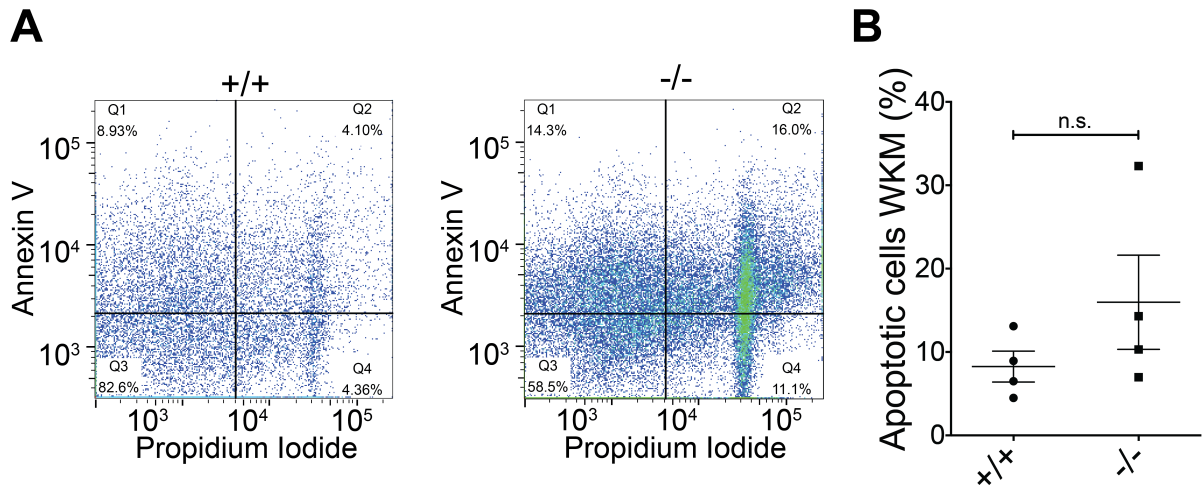 A
B
+/+
-/-
Q1
8.93%
Q2
4.10%
Q3
82.6%
Q4
4.36%
10⁵
10⁴
10³
Annexin V
10³
10⁴
10⁵
Propidium Iodide
Q1
14.3%
Q2
16.0%
Q3
58.5%
Q4
11.1%
10⁵
10⁴
10³
Annexin V
10³
10⁴
10⁵
Propidium Iodide
Apoptotic cells WKM (%)
40
30
20
10
0
n.s.
+/+
-/-